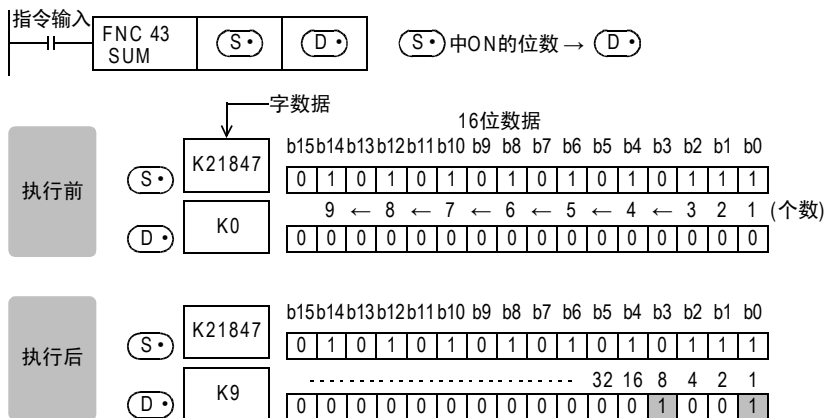 指令输入
FNC 43
SUM
S•
D•
S•中ON的位数 → D•
字数据
16位数据
执行前
b15 b14 b13 b12 b11 b10 b9 b8 b7 b6 b5 b4 b3 b2 b1 b0
S•
K21847
0 1 0 1 0 1 0 1 0 1 0 1 0 1 1 1
9 ← 8 ← 7 ← 6 ← 5 ← 4 ← 3 2 1 (个数)
D•
K0
0 0 0 0 0 0 0 0 0 0 0 0 0 0 0 0
执行后
b15 b14 b13 b12 b11 b10 b9 b8 b7 b6 b5 b4 b3 b2 b1 b0
S•
K21847
0 1 0 1 0 1 0 1 0 1 0 1 0 1 1 1
32 16 8 4 2 1
D•
K9
0 0 0 0 0 0 0 0 0 0 0 0 1 0 0 1